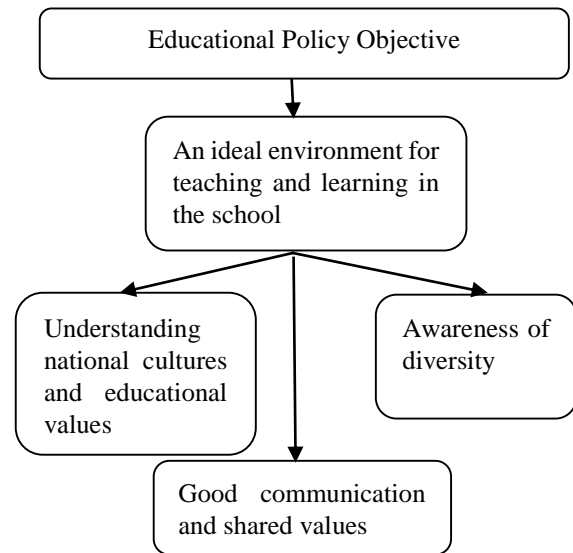 Educational Policy Objective
An ideal environment for
teaching and learning in
the school
Understanding
national cultures
and educational
values
Awareness of
diversity
Good communication
and shared values